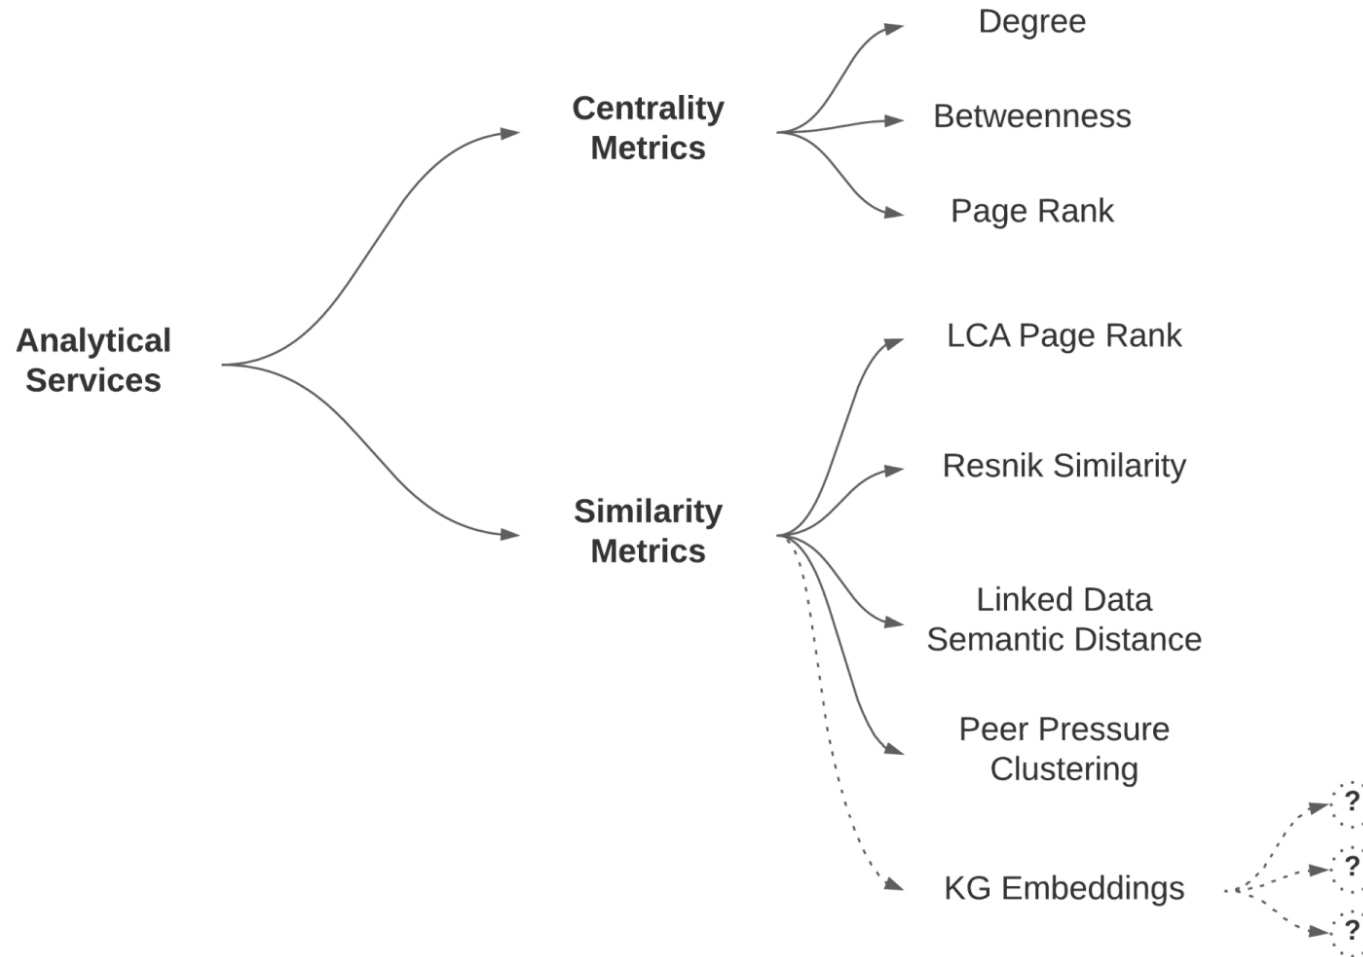 Analytical
Services
Centrality
Metrics
Degree
Betweenness
Page Rank
Similarity
Metrics
LCA Page Rank
Resnik Similarity
Linked Data
Semantic Distance
Peer Pressure
Clustering
KG Embeddings
?
?
?